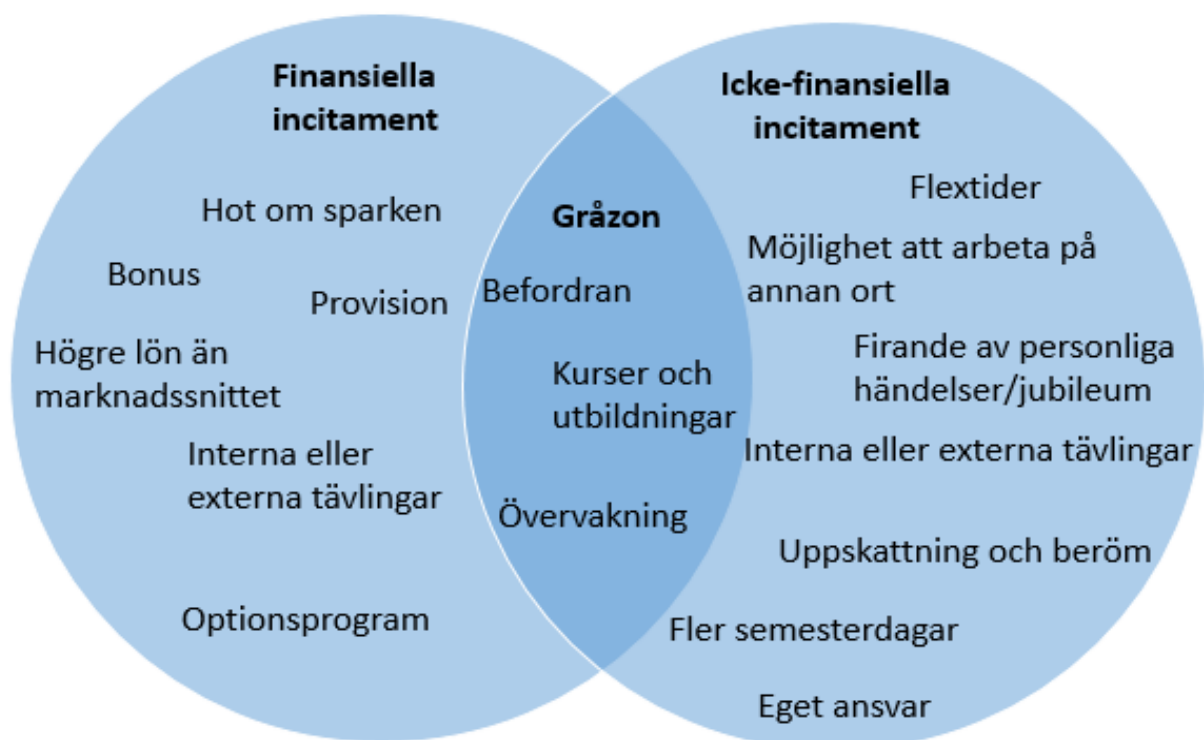 Finansiella
incitament
Hot om sparken
Bonus
Provision
Högre lön än
marknadssnittet
Interna eller
externa tävlingar
Optionsprogram
Gråzon
Befordran
Kurser och
utbildningar
Övervakning
Icke-finansiella
incitament
Flextider
Möjlighet att arbeta på
annan ort
Firande av personliga
händelser/jubileum
Interna eller externa tävlingar
Uppskattning och beröm
Fler semesterdagar
Eget ansvar